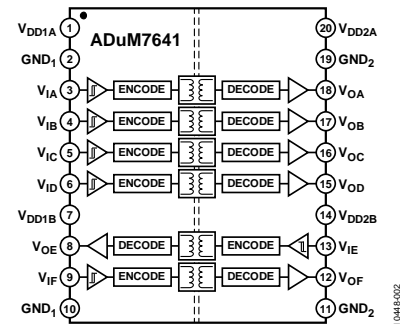 ADuM7641
VDD1A 1
20 VDD2A
GND1 2
19 GND2
VIA 3 ENCODE DECODE 18 VOA
VIB 4 ENCODE DECODE 17 VOB
VIC 5 ENCODE DECODE 16 VOC
VID 6 ENCODE DECODE 15 VOD
VDD1B 7
14 VDD2B
VOE 8 DECODE ENCODE 13 VIE
VIF 9 ENCODE DECODE 12 VOF
GND1 10
11 GND2
10448-002